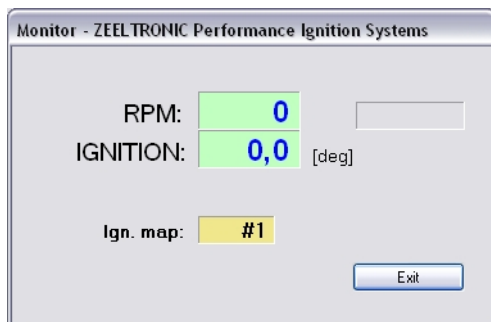 Monitor - ZEELTRONIC Performance Ignition Systems
RPM: 0
IGNITION: 0,0 [deg]
Ign. map: #1
Exit